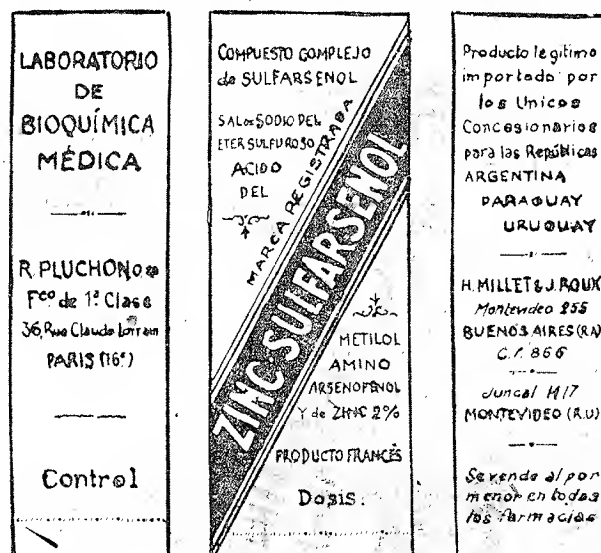 LABORATORIO
DE
BIOQUÍMICA
MÉDICA
R. PLUCHON
Fco de 1ª Clase
36, Rue Claude Lorrain
PARIS (16e)
Control
COMPUESTO COMPLEJO
de SULFARSENOL
SAL de SODIO DEL
ETER SULFUROSO
ACIDO
DEL
MARCA REGISTRADA
ZINC-SULFARSENOL
METILOL
AMINO
ARSENOFENOL
Y de ZINC 2%
PRODUCTO FRANCÉS
Dosis:
Producto legitimo
importado por
los Unicos
Concesionarios
para las Repúblicas
ARGENTINA
PARAGUAY
URUGUAY
H. MILLET & J. ROUX
Montevideo 255
BUENOS AIRES (RA)
C.P. 866
Juncal
MONTEVIDEO (R.U)
Se vende al por
menor en todas
las farmacias